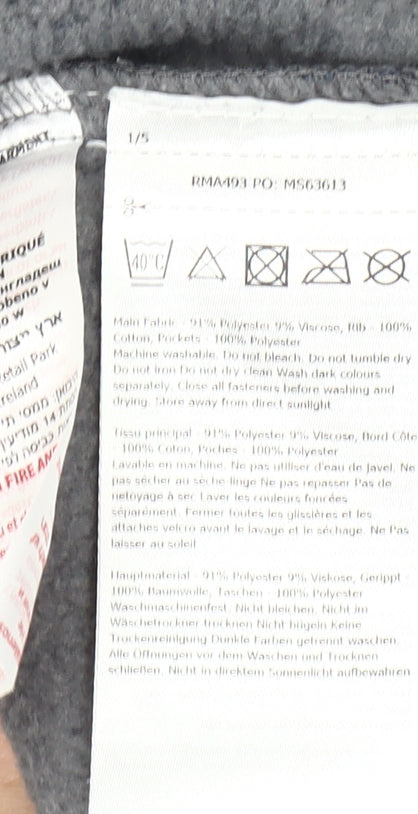 ARMDKT.
RIQUÉ
N
нгладеш
obeno v
o w
ארץ ייצור
etail Park
reland
FIRE AN
1/5
RMA493 PO: MS63613
40°C
Main Fabric - 91% Polyester 9% Viscose, Rib - 100%
Cotton, Pockets - 100% Polyester
Machine washable. Do not bleach. Do not tumble dry
Do not iron Do not dry clean Wash dark colours
separately. Close all fasteners before washing and
drying. Store away from direct sunlight
Tissu principal - 91% Polyester 9% Viscose, Bord Côte
- 100% Coton, Poches - 100% Polyester
Lavable en machine. Ne pas utiliser d'eau de Javel. Ne
pas sécher au sèche-linge Ne pas repasser Pas de
nettoyage à sec Laver les couleurs foncées
séparément. Fermer toutes les glissières et les
attaches velcro avant le lavage et le séchage. Ne Pas
laisser au soleil
Hauptmaterial - 91% Polyester 9% Viskose, Gerippt -
100% Baumwolle, Taschen - 100% Polyester
Waschmaschinenfest. Nicht bleichen. Nicht im
Wäschetrockner trocknen Nicht bügeln Keine
Trockenreinigung Dunkle Farben getrennt waschen.
Alle Öffnungen vor dem Waschen und Trocknen
schließen. Nicht in direktem Sonnenlicht aufbewahren